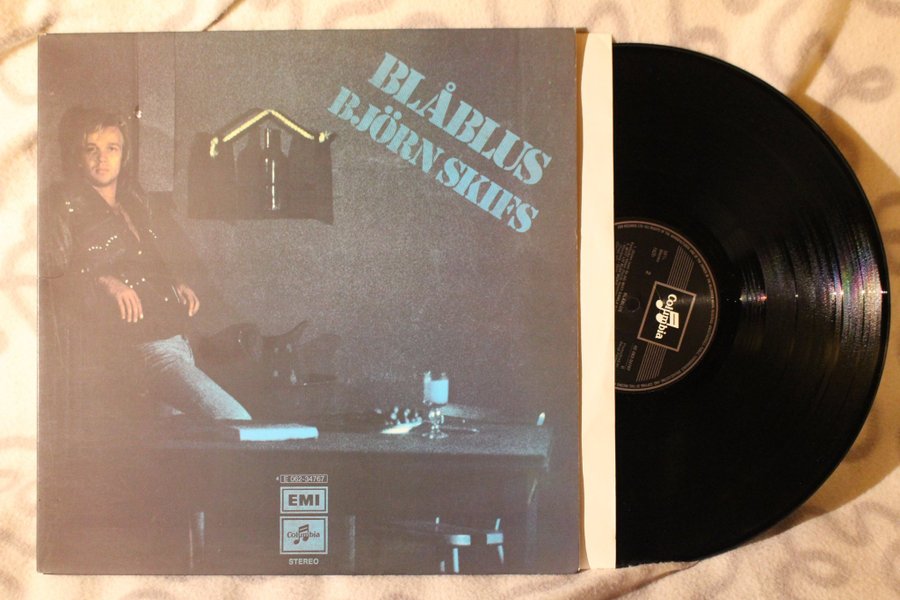 BLÅBLUS
BJÖRN SKIFS
E 062-34767
EMI
Columbia
STEREO
Columbia